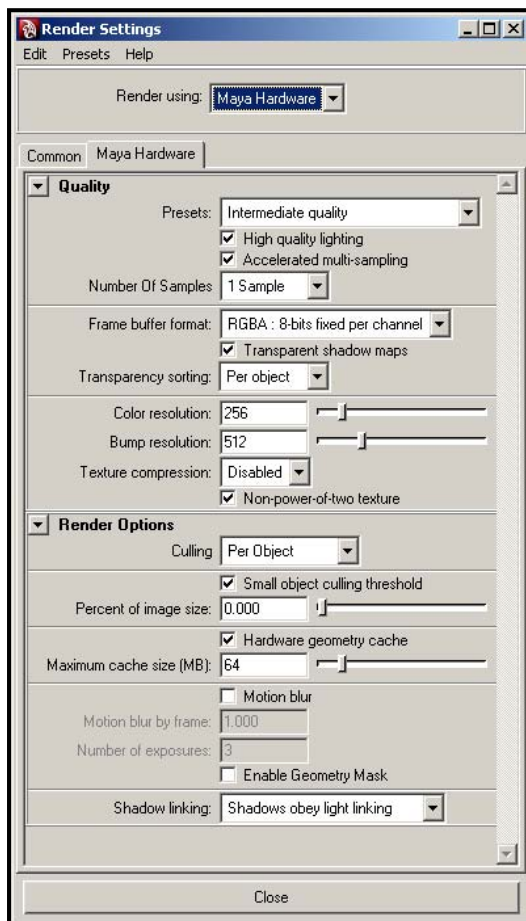 Render Settings
Edit Presets Help
Render using: Maya Hardware
Common Maya Hardware
Quality
Presets: Intermediate quality
High quality lighting
Accelerated multi-sampling
Number Of Samples 1 Sample
Frame buffer format: RGBA : 8-bits fixed per channel
Transparent shadow maps
Transparency sorting: Per object
Color resolution: 256
Bump resolution: 512
Texture compression: Disabled
Non-power-of-two texture
Render Options
Culling Per Object
Small object culling threshold
Percent of image size: 0.000
Hardware geometry cache
Maximum cache size (MB): 64
Motion blur
Motion blur by frame: 1.000
Number of exposures: 3
Enable Geometry Mask
Shadow linking: Shadows obey light linking
Close